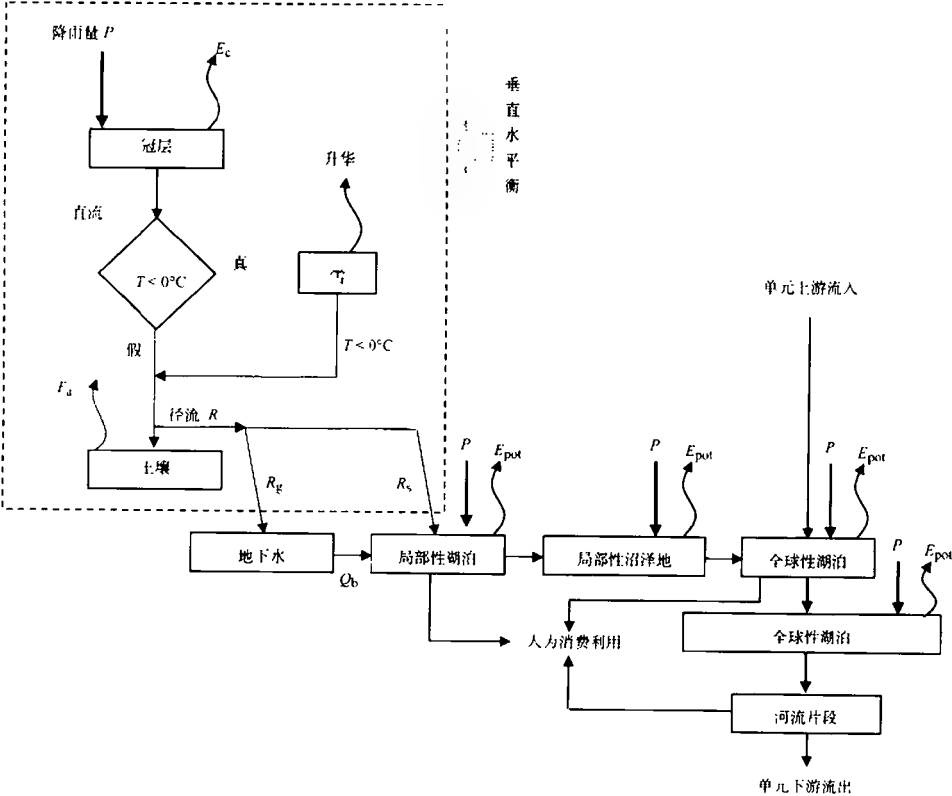 降雨量 P
Ec
垂直水平衡
冠层
升华
直流
真
T < 0°C
单元上游流入
假
T < 0°C
径流 R
土壤
P
Epot
P
Epot
P
Epot
Rg
Rs
地下水
局部性湖泊
局部性沼泽地
全球性湖泊
P
Epot
Qb
人为消费利用
全球性湖泊
河流片段
单元下游流出